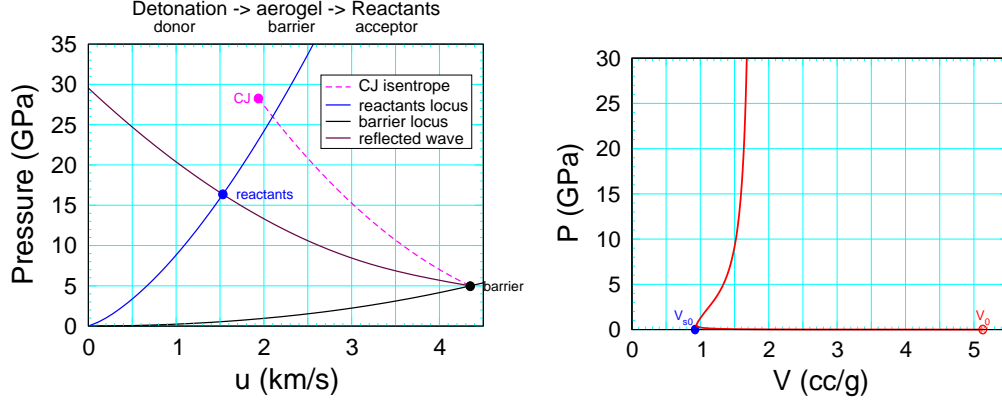 Detonation -> aerogel -> Reactants
donor barrier acceptor
35
30
25
20
15
10
5
0
Pressure (GPa)
CJ
CJ isentrope
reactants locus
barrier locus
reflected wave
reactants
barrier
0 1 2 3 4
u (km/s)
30
25
20
15
10
5
0
P (GPa)
Vs0
V0
0 1 2 3 4 5
V (cc/g)